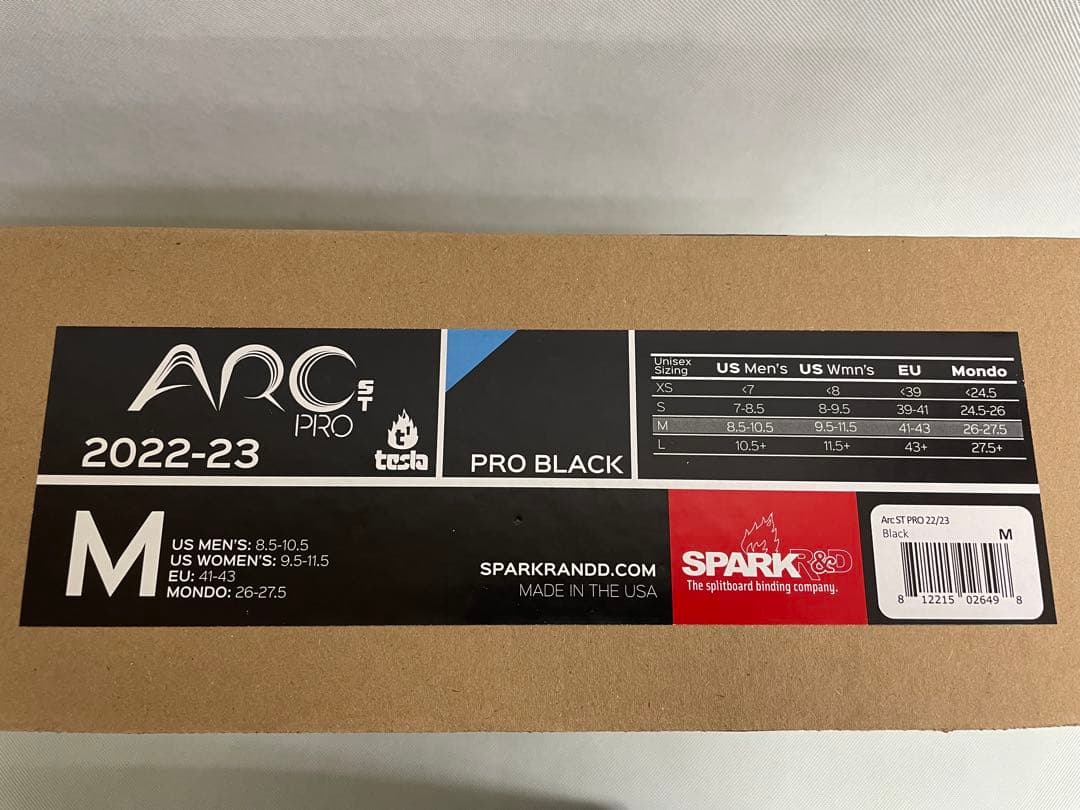 ARC ST
PRO
2022-23
t
tesla
PRO BLACK
Unisex Sizing US Men's US Wmn's EU Mondo
XS <7 <8 <39 <24.5
S 7-8.5 8-9.5 39-41 24.5-26
M 8.5-10.5 9.5-11.5 41-43 26-27.5
L 10.5+ 11.5+ 43+ 27.5+
M
US MEN'S: 8.5-10.5
US WOMEN'S: 9.5-11.5
EU: 41-43
MONDO: 26-27.5
SPARKRANDD.COM
MADE IN THE USA
SPARK R&D
The splitboard binding company.
Arc ST PRO 22/23
Black M
8 12215 02649 8